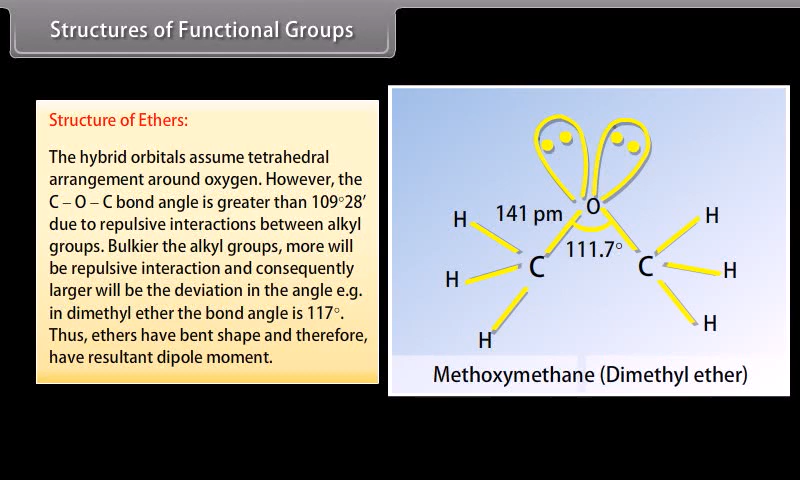 Structures of Functional Groups
Structure of Ethers:
The hybrid orbitals assume tetrahedral
arrangement around oxygen. However, the
C – O – C bond angle is greater than 109°28′
due to repulsive interactions between alkyl
groups. Bulkier the alkyl groups, more will
be repulsive interaction and consequently
larger will be the deviation in the angle e.g.
in dimethyl ether the bond angle is 117°.
Thus, ethers have bent shape and therefore,
have resultant dipole moment.
141 pm
O
H
H
111.7°
C
C
H
H
H
H
Methoxymethane (Dimethyl ether)